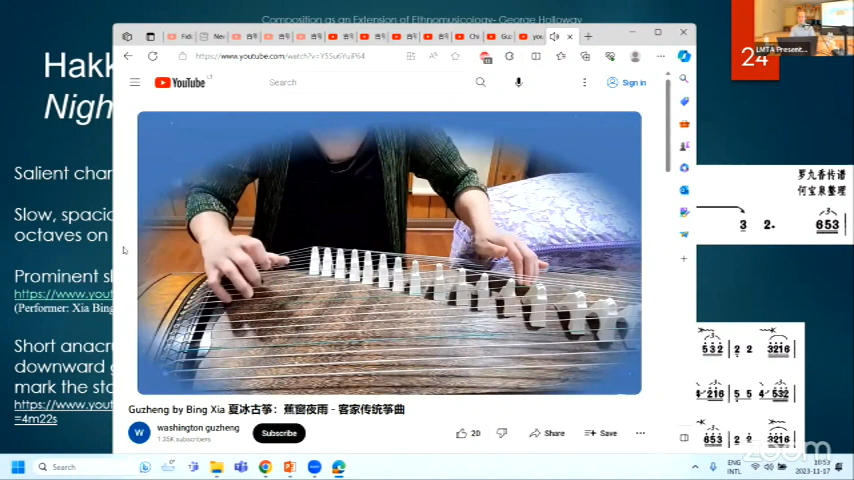 Composition as an Extension of Ethnomusicology- George Holloway
24
LMTA Present...
Hakk
Nigh
https://www.youtube.com/watch?v=Y5Su6YuiP64
YouTube
LT
Search
Sign in
Salient char
Slow, spacio
octaves on
Prominent sl
https://www.yout
(Performer: Xia Bing
Short anacru
downward g
mark the sta
https://www.yout
=4m22s
罗九香传谱
何宝泉整理
3 2. 653
532 2 2 3216
216 5 5 4 532
653 2 2 3216
Guzheng by Bing Xia 夏冰古筝：蕉窗夜雨 - 客家传统筝曲
W
washington guzheng
1.35K subscribers
Subscribe
20
Share
Save
zoom
Search
ENG
INTL
10:53
2023-11-17